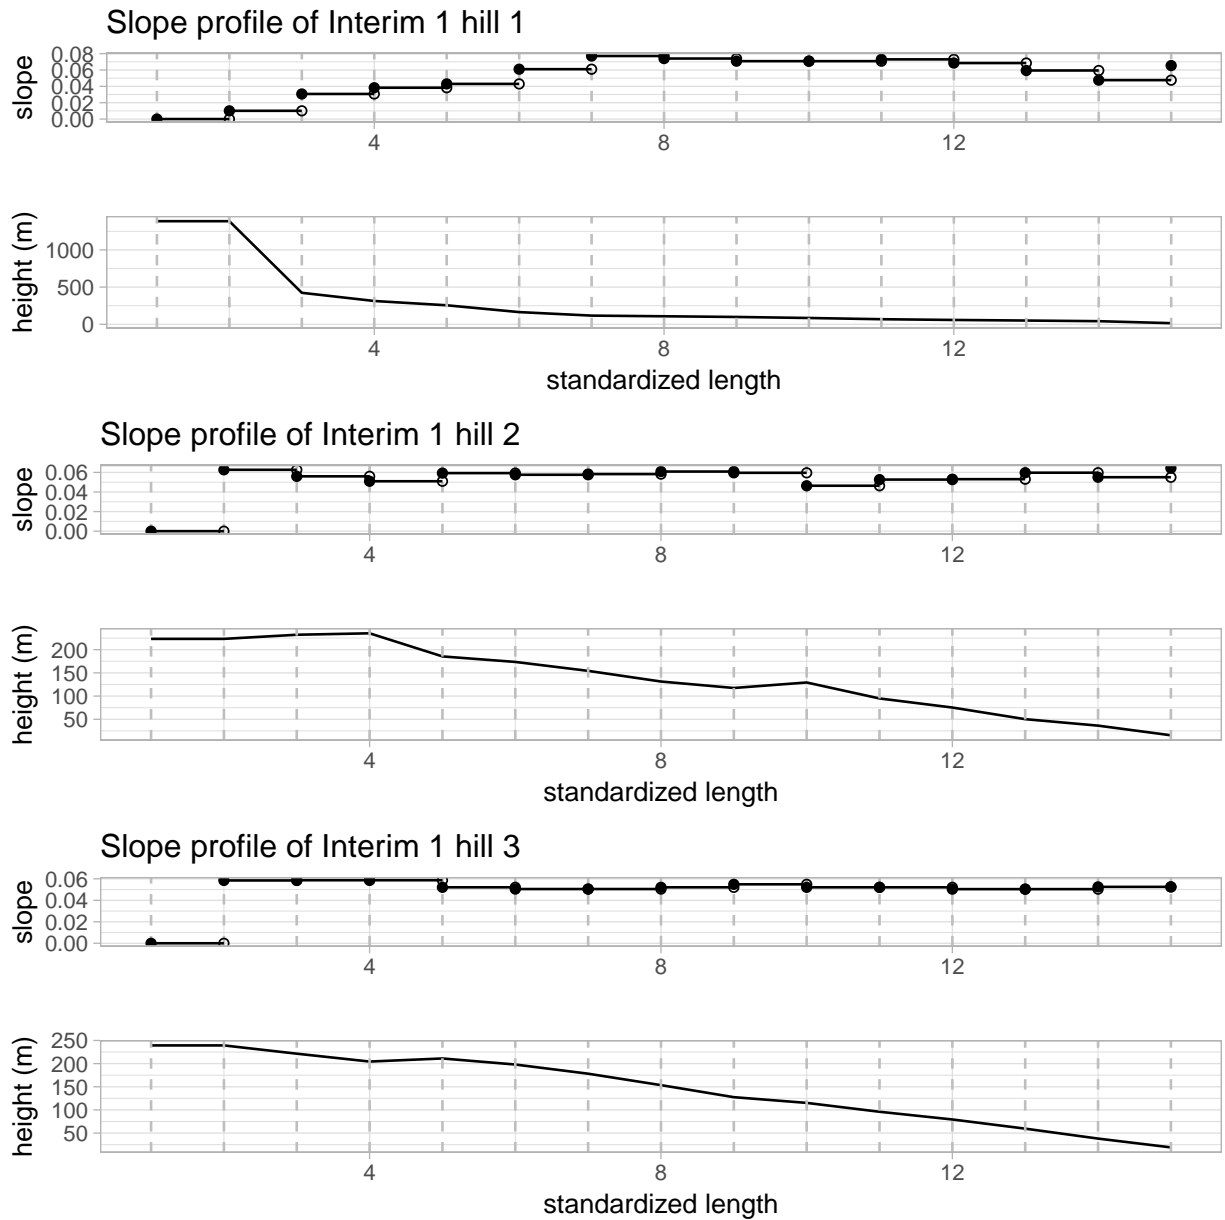 Slope profile of Interim 1 hill 1
slope
0.08
0.06
0.04
0.02
0.00
4 8 12
height (m)
1000
500
0
4 8 12
standardized length
Slope profile of Interim 1 hill 2
slope
0.06
0.04
0.02
0.00
4 8 12
height (m)
200
150
100
50
4 8 12
standardized length
Slope profile of Interim 1 hill 3
slope
0.06
0.04
0.02
0.00
4 8 12
height (m)
250
200
150
100
50
4 8 12
standardized length